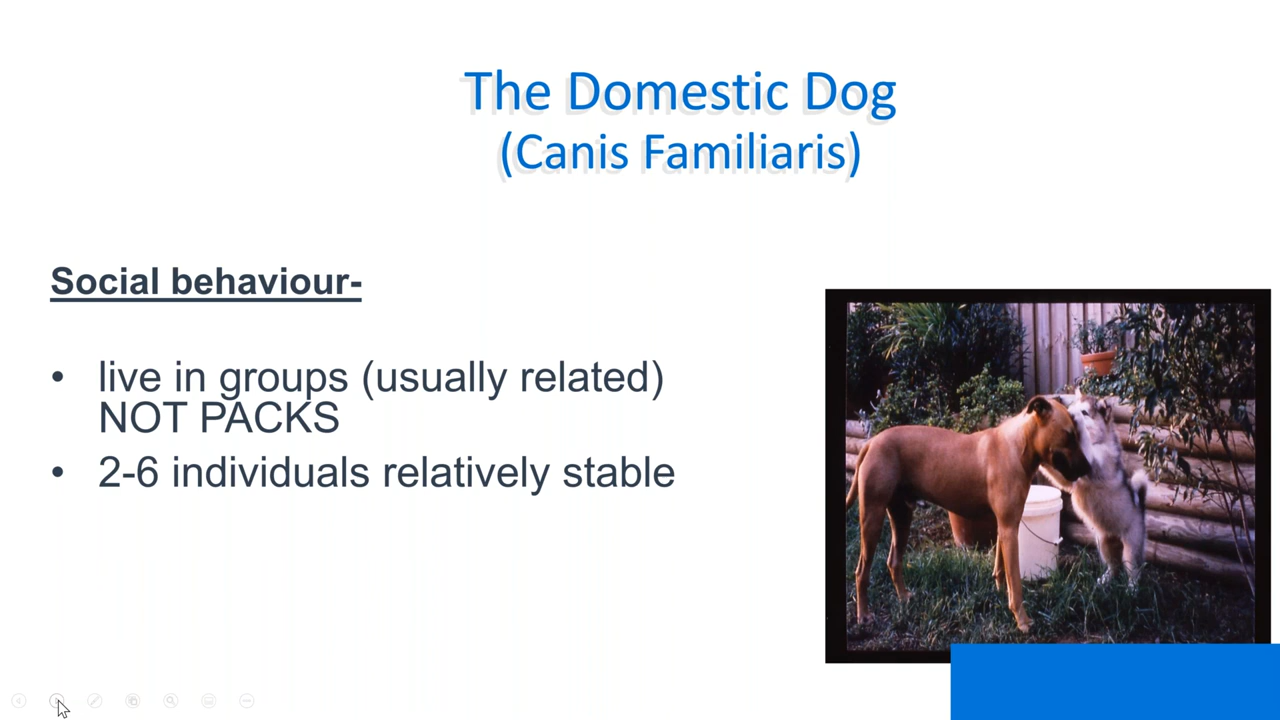 The Domestic Dog
(Canis Familiaris)
Social behaviour-
• live in groups (usually related)
NOT PACKS
• 2-6 individuals relatively stable